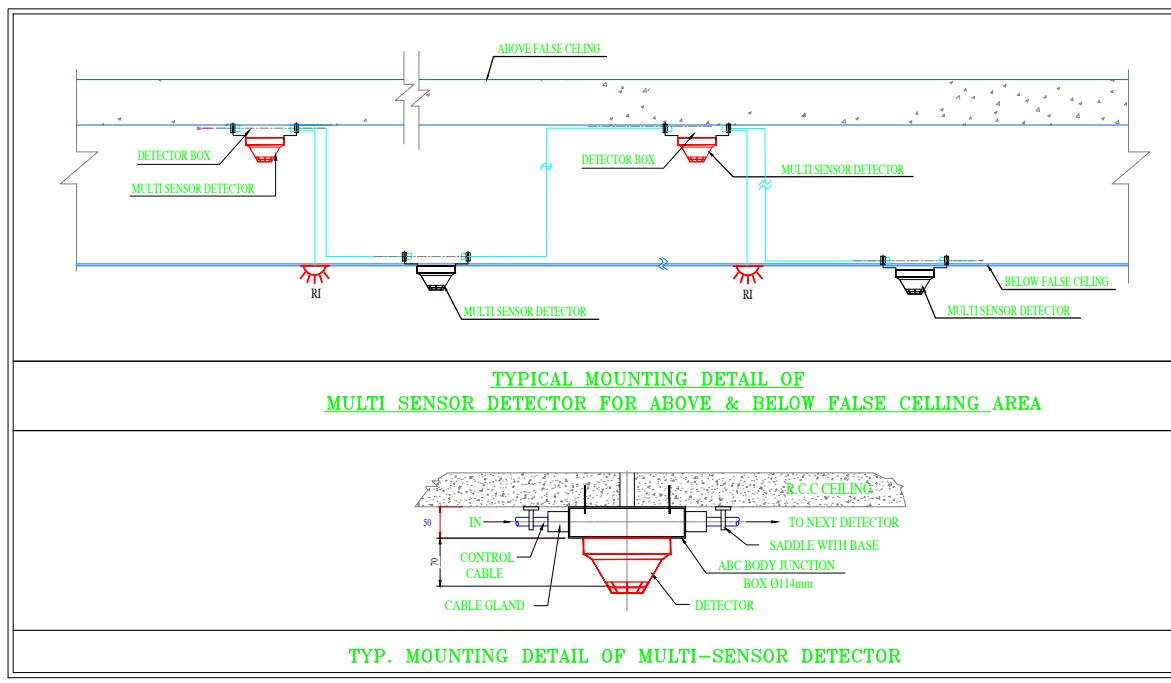 ABOVE FALSE CELING
DETECTOR BOX
MULTI SENSOR DETECTOR
DETECTOR BOX
MULTI SENSOR DETECTOR
RI
MULTI SENSOR DETECTOR
RI
BELOW FALSE CELING
MULTI SENSOR DETECTOR
TYPICAL MOUNTING DETAIL OF
MULTI SENSOR DETECTOR FOR ABOVE & BELOW FALSE CELLING AREA
R.C.C CEILING
50
IN
TO NEXT DETECTOR
SADDLE WITH BASE
70
CONTROL
CABLE
ABC BODY JUNCTION
BOX Ø114mm
CABLE GLAND
DETECTOR
TYP. MOUNTING DETAIL OF MULTI-SENSOR DETECTOR